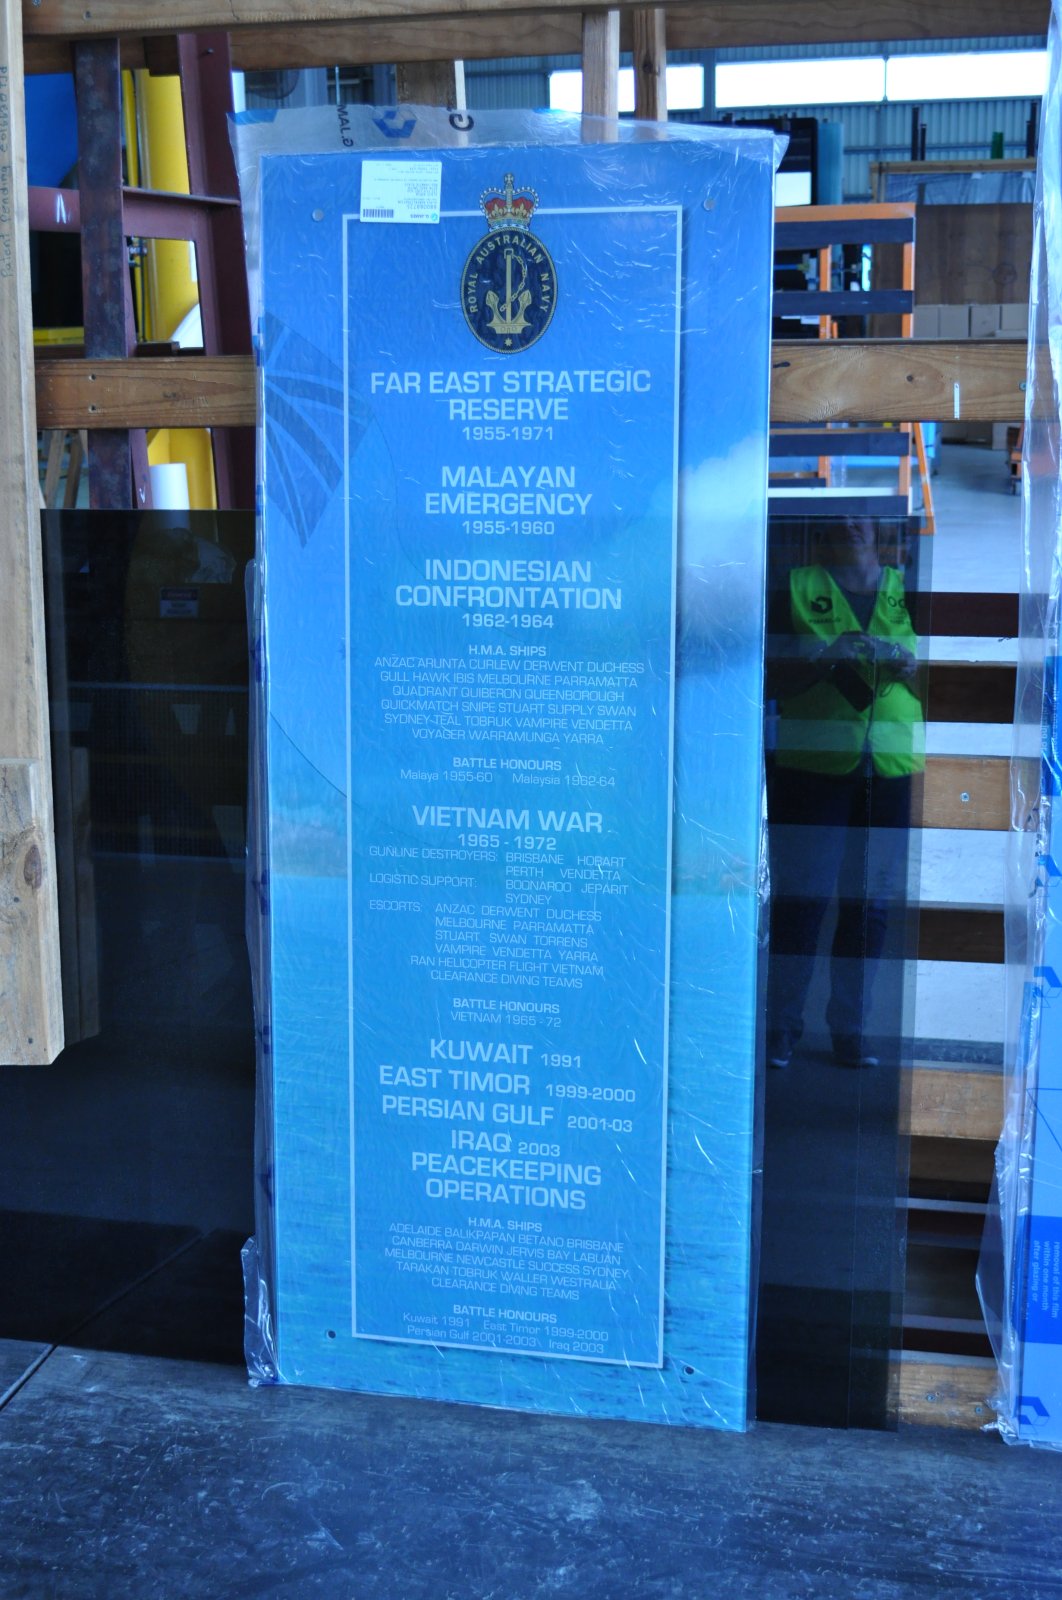 ROYAL AUSTRALIAN NAVY
FAR EAST STRATEGIC
RESERVE
1955-1971
MALAYAN
EMERGENCY
1955-1960
INDONESIAN
CONFRONTATION
1962-1964
H.M.A. SHIPS
ANZAC ARUNTA CURLEW DERWENT DUCHESS
GULL HAWK IBIS MELBOURNE PARRAMATTA
QUADRANT QUIBERON QUEENBOROUGH
QUICKMATCH SNIPE STUART SUPPLY SWAN
SYDNEY TEAL TOBRUK VAMPIRE VENDETTA
VOYAGER WARRAMUNGA YARRA
BATTLE HONOURS
Malaya 1955-60 Malaysia 1962-64
VIETNAM WAR
1965 - 1972
GUNLINE DESTROYERS: BRISBANE HOBART
PERTH VENDETTA
LOGISTIC SUPPORT: BOONAROO JEPARIT
SYDNEY
ESCORTS: ANZAC DERWENT DUCHESS
MELBOURNE PARRAMATTA
STUART SWAN TORRENS
VAMPIRE VENDETTA YARRA
RAN HELICOPTER FLIGHT VIETNAM
CLEARANCE DIVING TEAMS
BATTLE HONOURS
VIETNAM 1965 - 72
KUWAIT 1991
EAST TIMOR 1999-2000
PERSIAN GULF 2001-03
IRAQ 2003
PEACEKEEPING
OPERATIONS
H.M.A. SHIPS
ADELAIDE BALIKPAPAN BETANO BRISBANE
CANBERRA DARWIN JERVIS BAY LABUAN
MELBOURNE NEWCASTLE SUCCESS SYDNEY
TARAKAN TOBRUK WALLER WESTRALIA
CLEARANCE DIVING TEAMS
BATTLE HONOURS
Kuwait 1991 East Timor 1999-2000
Persian Gulf 2001-2003 Iraq 2003
within one month
after glazing or